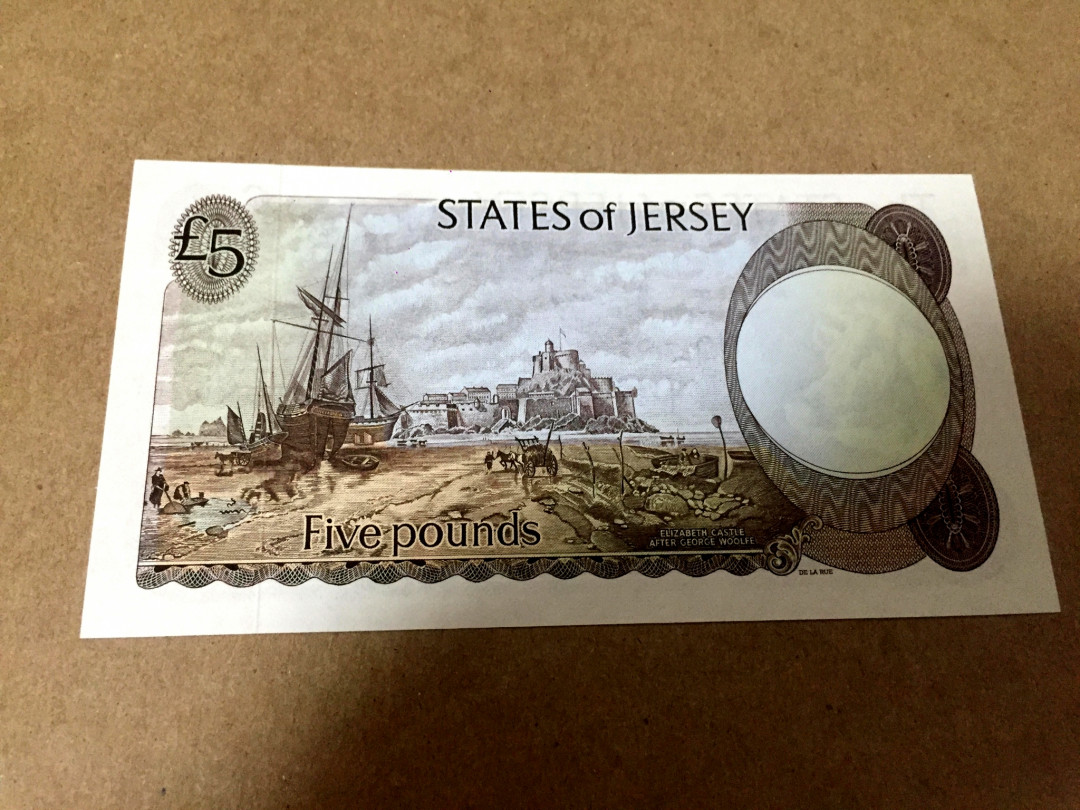 STATES of JERSEY
£5
Five pounds
ELIZABETH CASTLE
AFTER GEORGE WOOLFE
DE LA RUE